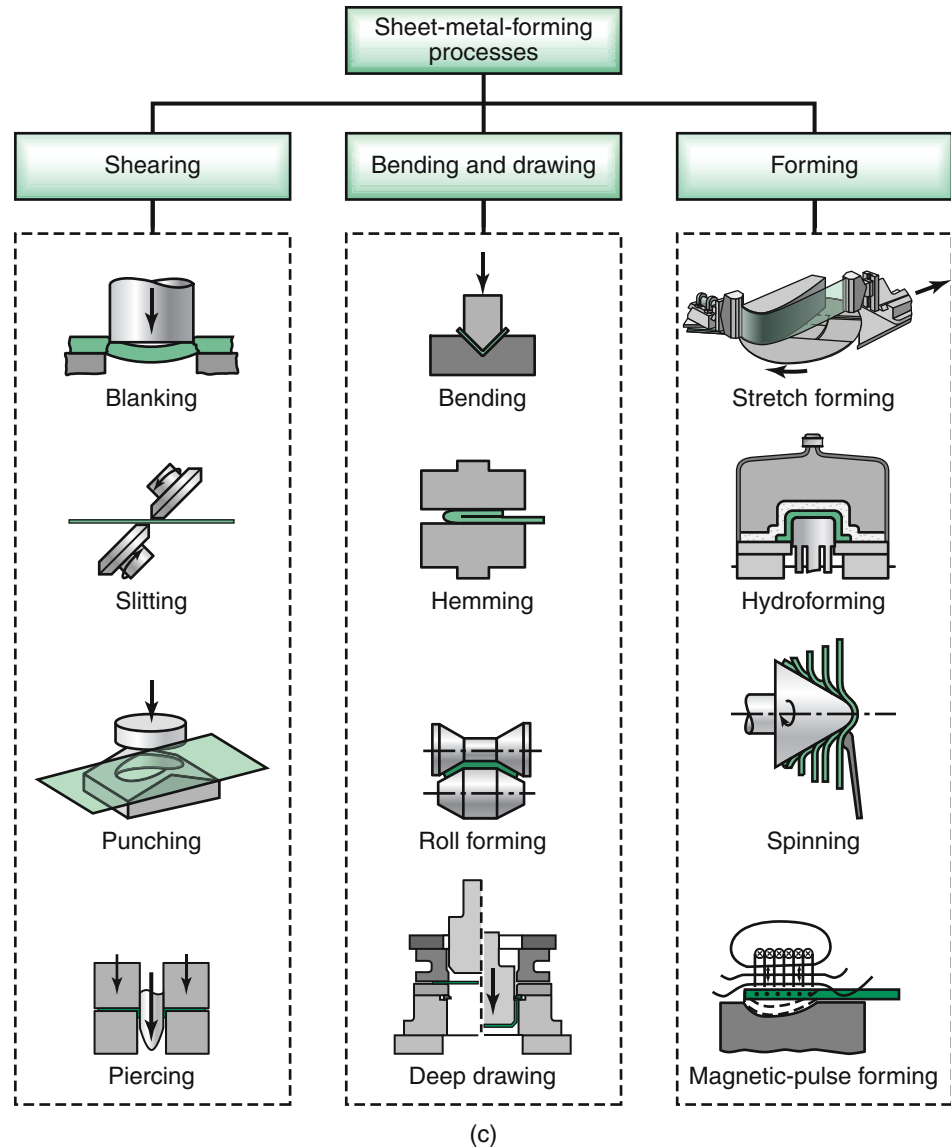 Sheet-metal-forming
processes
Shearing
Bending and drawing
Forming
Blanking
Slitting
Punching
Piercing
Bending
Hemming
Roll forming
Deep drawing
Stretch forming
Hydroforming
Spinning
Magnetic-pulse forming
(c)